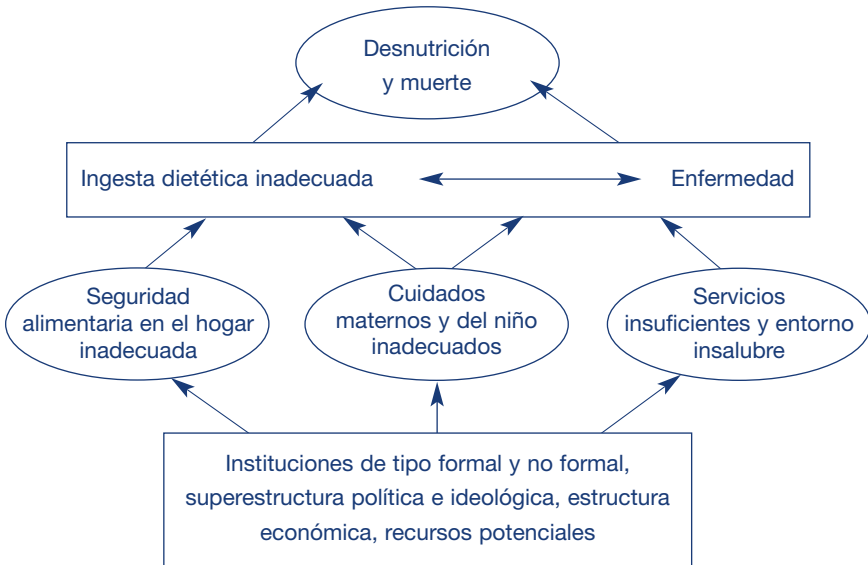 Desnutrición
y muerte
Ingesta dietética inadecuada
Enfermedad
Seguridad
alimentaria en el hogar
inadecuada
Cuidados
maternos y del niño
inadecuados
Servicios
insuficientes y entorno
insalubre
Instituciones de tipo formal y no formal,
superestructura política e ideológica, estructura
económica, recursos potenciales